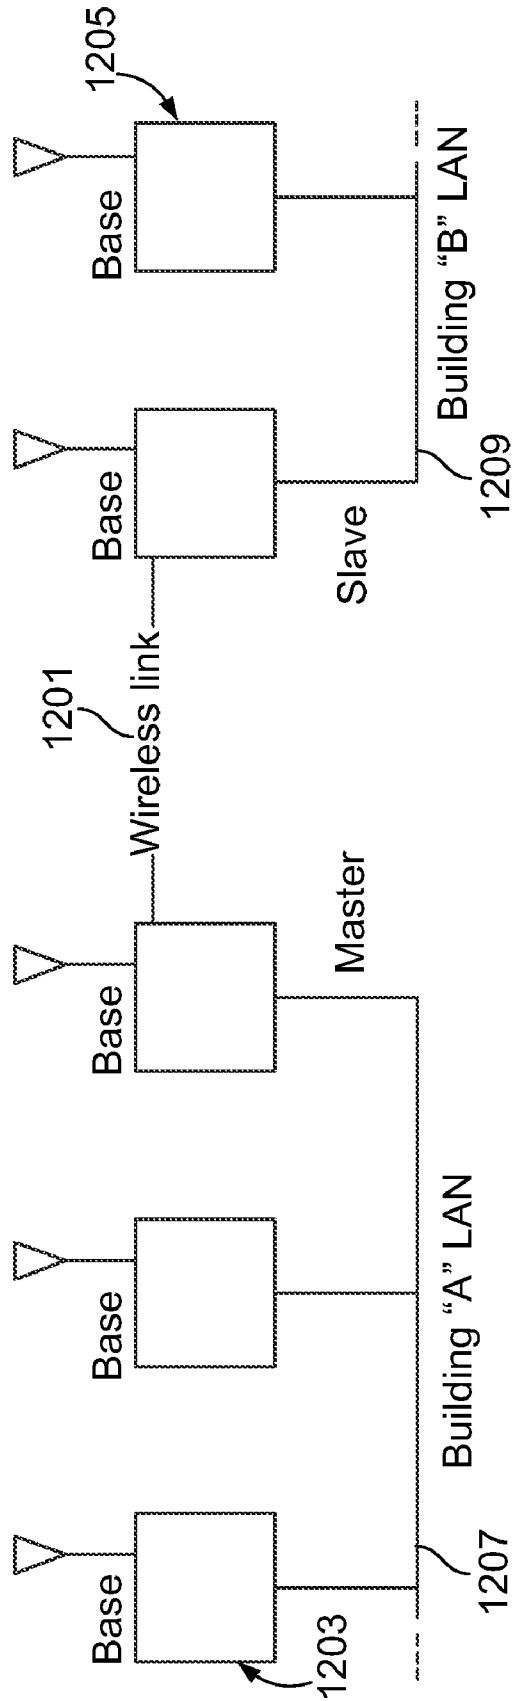 1201
1205
Base
Base
Base
Base
Base
Wireless link
1203
Master
Slave
Building “A” LAN
Building “B” LAN
1207
1209